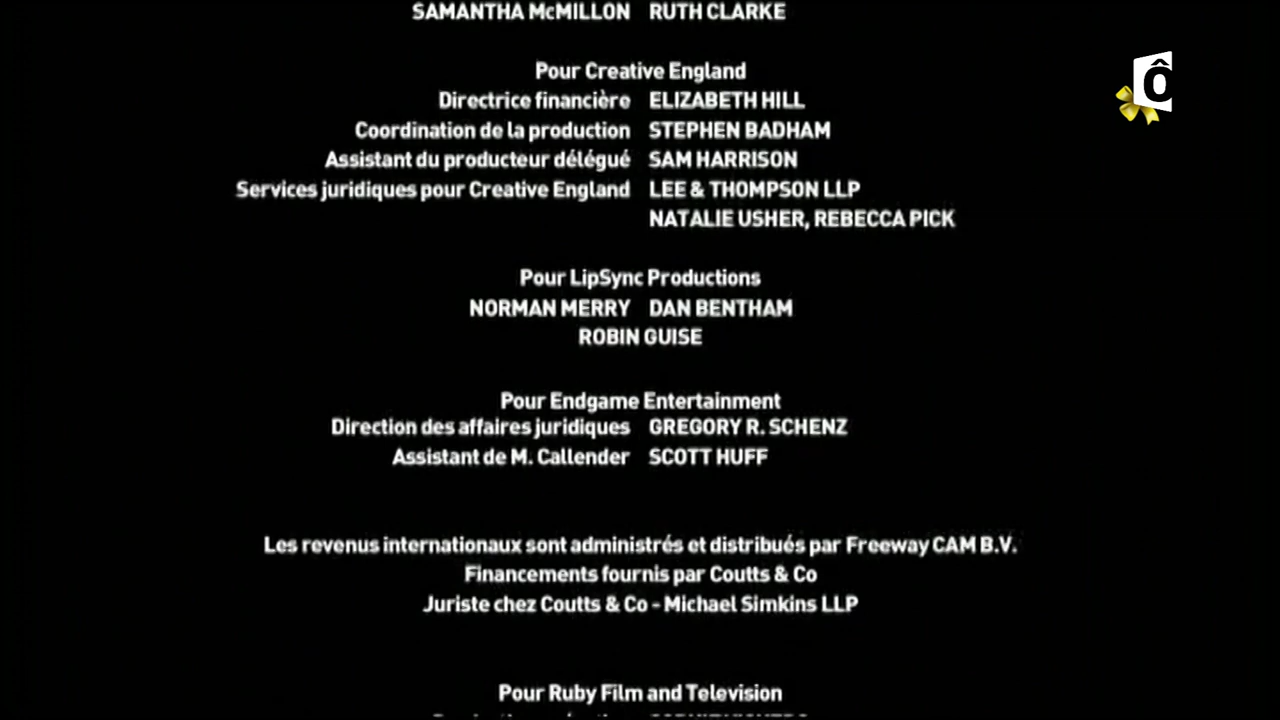 SAMANTHA McMILLON RUTH CLARKE
Ô
Pour Creative England
Directrice financière ELIZABETH HILL
Coordination de la production STEPHEN BADHAM
Assistant du producteur délégué SAM HARRISON
Services juridiques pour Creative England LEE & THOMPSON LLP
NATALIE USHER, REBECCA PICK
Pour LipSync Productions
NORMAN MERRY DAN BENTHAM
ROBIN GUISE
Pour Endgame Entertainment
Direction des affaires juridiques GREGORY R. SCHENZ
Assistant de M. Callender SCOTT HUFF
Les revenus internationaux sont administrés et distribués par Freeway CAM B.V.
Financements fournis par Coutts & Co
Juriste chez Coutts & Co - Michael Simkins LLP
Pour Ruby Film and Television